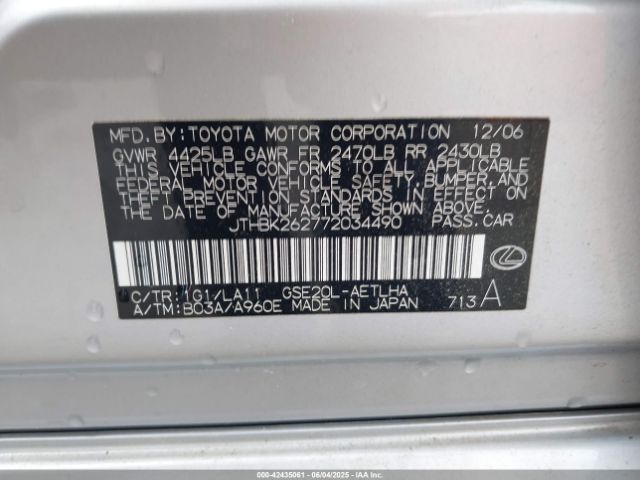 MFD. BY: TOYOTA MOTOR CORPORATION 12/06
GVWR 4425LB GAWR FR 2470LB RR 2430LB
THIS VEHICLE CONFORMS TO ALL APPLICABLE
FEDERAL MOTOR VEHICLE SAFETY, BUMPER, AND
THEFT PREVENTION STANDARDS IN EFFECT ON
THE DATE OF MANUFACTURE SHOWN ABOVE.
JTHBK262772034490 PASS. CAR
C/TR: 1G1/LA11 GSE20L-AETLHA
A/TM: B03A/A960E MADE IN JAPAN 713 A
000-42435061 - 06/04/2025 - IAAI.COM